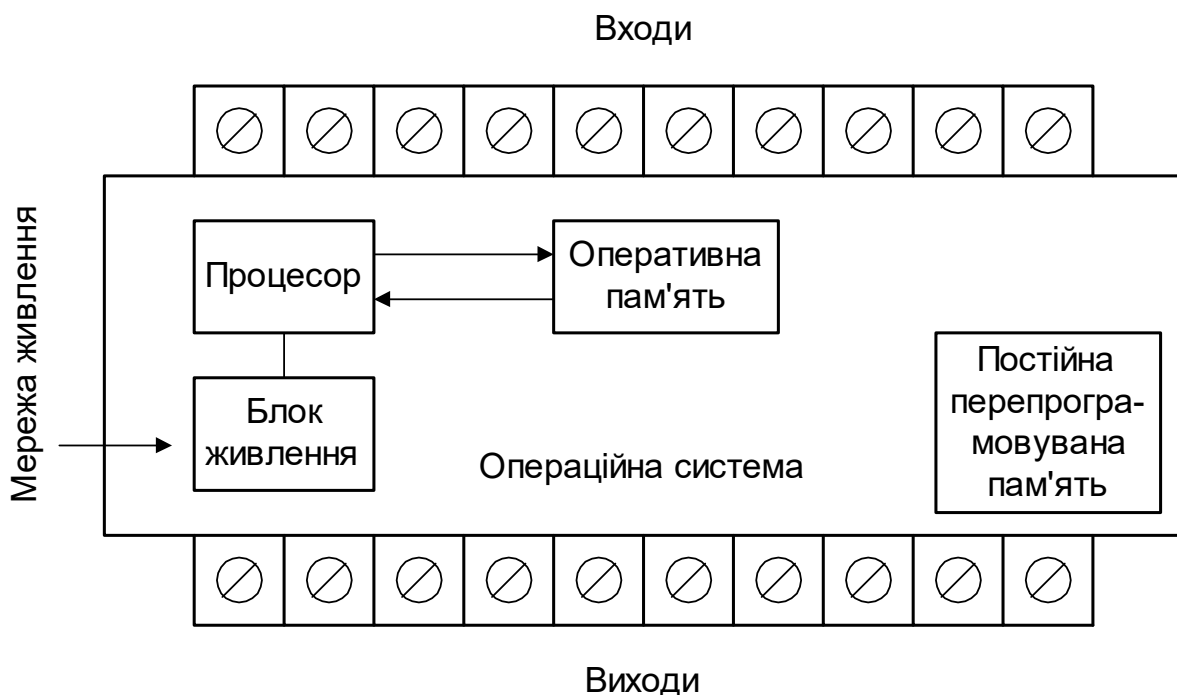 Входи
Мережа живлення
Процесор
Оперативна
пам'ять
Блок
живлення
Операційна система
Постійна
перепрогра-
мовувана
пам'ять
Виходи